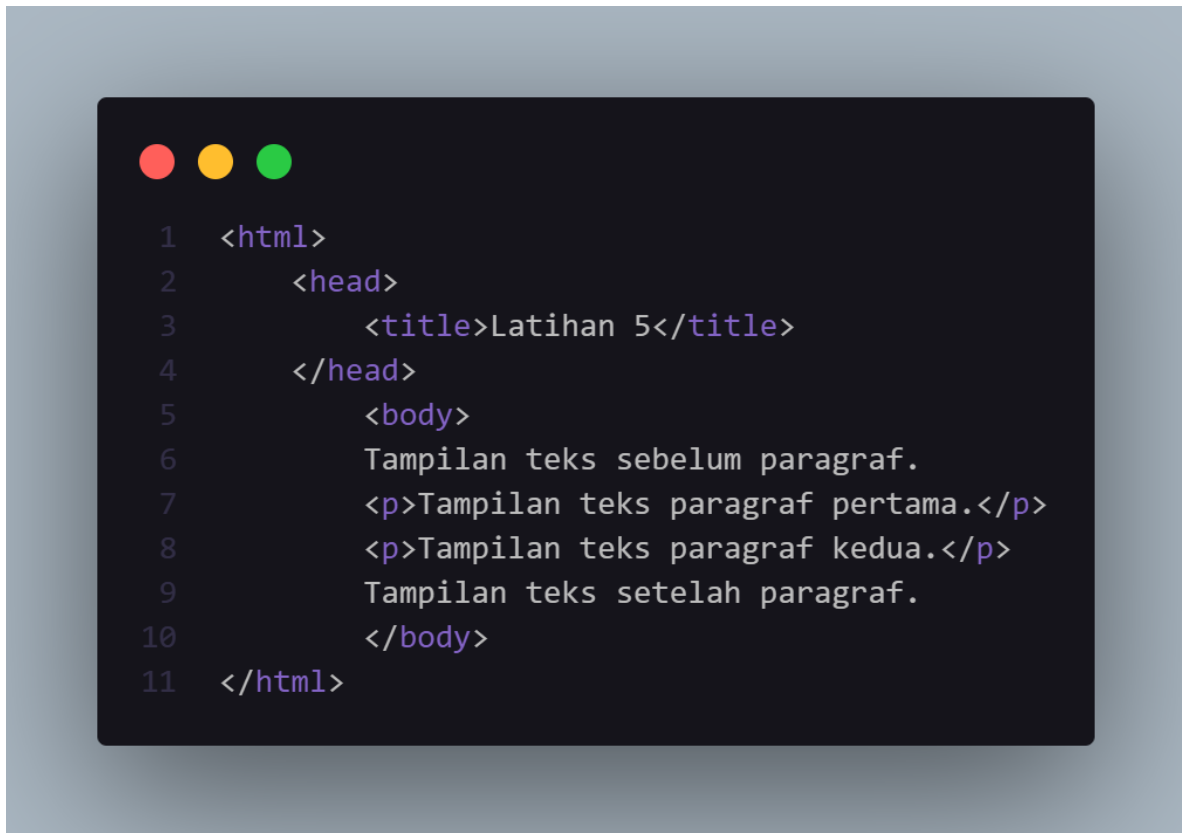 1 <html>
2     <head>
3         <title>Latihan 5</title>
4     </head>
5         <body>
6         Tampilan teks sebelum paragraf.
7         <p>Tampilan teks paragraf pertama.</p>
8         <p>Tampilan teks paragraf kedua.</p>
9         Tampilan teks setelah paragraf.
10         </body>
11 </html>